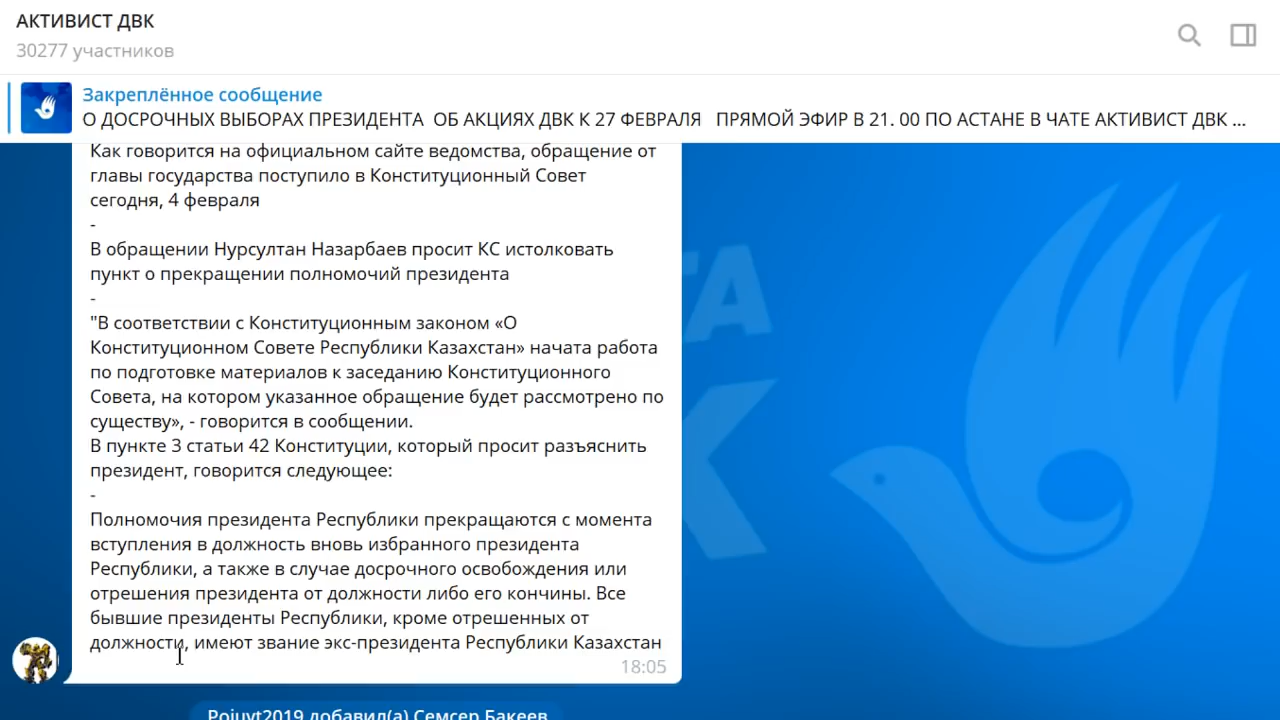 АКТИВИСТ ДВК
30277 участников
Закреплённое сообщение
О ДОСРОЧНЫХ ВЫБОРАХ ПРЕЗИДЕНТА ОБ АКЦИЯХ ДВК К 27 ФЕВРАЛЯ ПРЯМОЙ ЭФИР В 21. 00 ПО АСТАНЕ В ЧАТЕ АКТИВИСТ ДВК ...
Как говорится на официальном сайте ведомства, обращение от
главы государства поступило в Конституционный Совет
сегодня, 4 февраля
-
В обращении Нурсултан Назарбаев просит КС истолковать
пункт о прекращении полномочий президента
-
"В соответствии с Конституционным законом «О
Конституционном Совете Республики Казахстан» начата работа
по подготовке материалов к заседанию Конституционного
Совета, на котором указанное обращение будет рассмотрено по
существу», - говорится в сообщении.
В пункте 3 статьи 42 Конституции, который просит разъяснить
президент, говорится следующее:
-
Полномочия президента Республики прекращаются с момента
вступления в должность вновь избранного президента
Республики, а также в случае досрочного освобождения или
отрешения президента от должности либо его кончины. Все
бывшие президенты Республики, кроме отрешенных от
должности, имеют звание экс-президента Республики Казахстан
18:05
Pojuyt2019 добавил(а) Семсер Бакеев
ТА
К